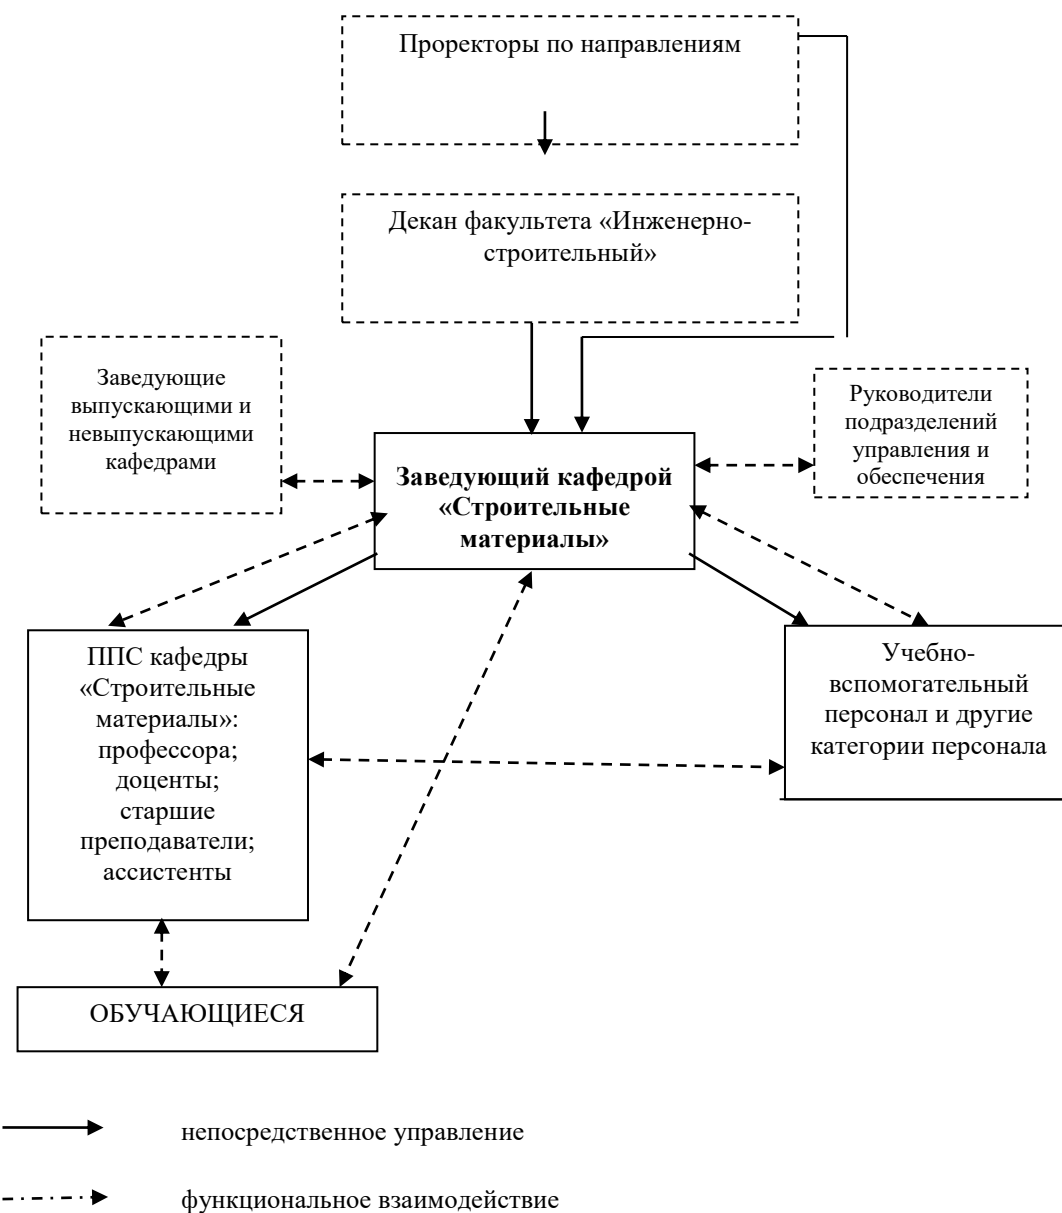 Проректоры по направлениям
Декан факультета «Инженерно-
строительный»
Заведующие
выпускающими и
невыпускающими
кафедрами
Руководители
подразделений
управления и
обеспечения
Заведующий кафедрой
«Строительные
материалы»
ППС кафедры
«Строительные
материалы»:
профессора;
доценты;
старшие
преподаватели;
ассистенты
Учебно-
вспомогательный
персонал и другие
категории персонала
ОБУЧАЮЩИЕСЯ
непосредственное управление
функциональное взаимодействие